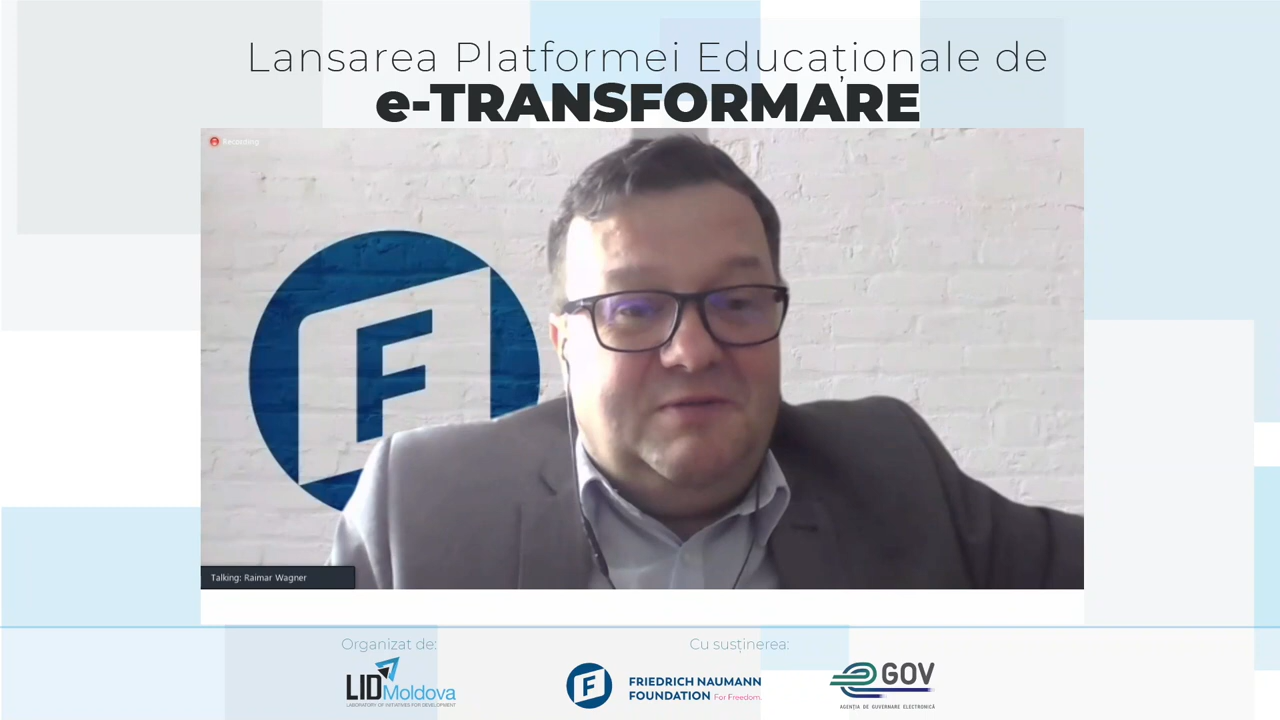 Lansarea Platformei Educaționale de
e-TRANSFORMARE
Recording
F
Talking: Raimar Wagner
Organizat de:
Cu susținerea:
LID Moldova
LABORATORY OF INITIATIVES FOR DEVELOPMENT
F
FRIEDRICH NAUMANN
FOUNDATION For Freedom.
GOV
AGENȚIA DE GUVERNARE ELECTRONICĂ